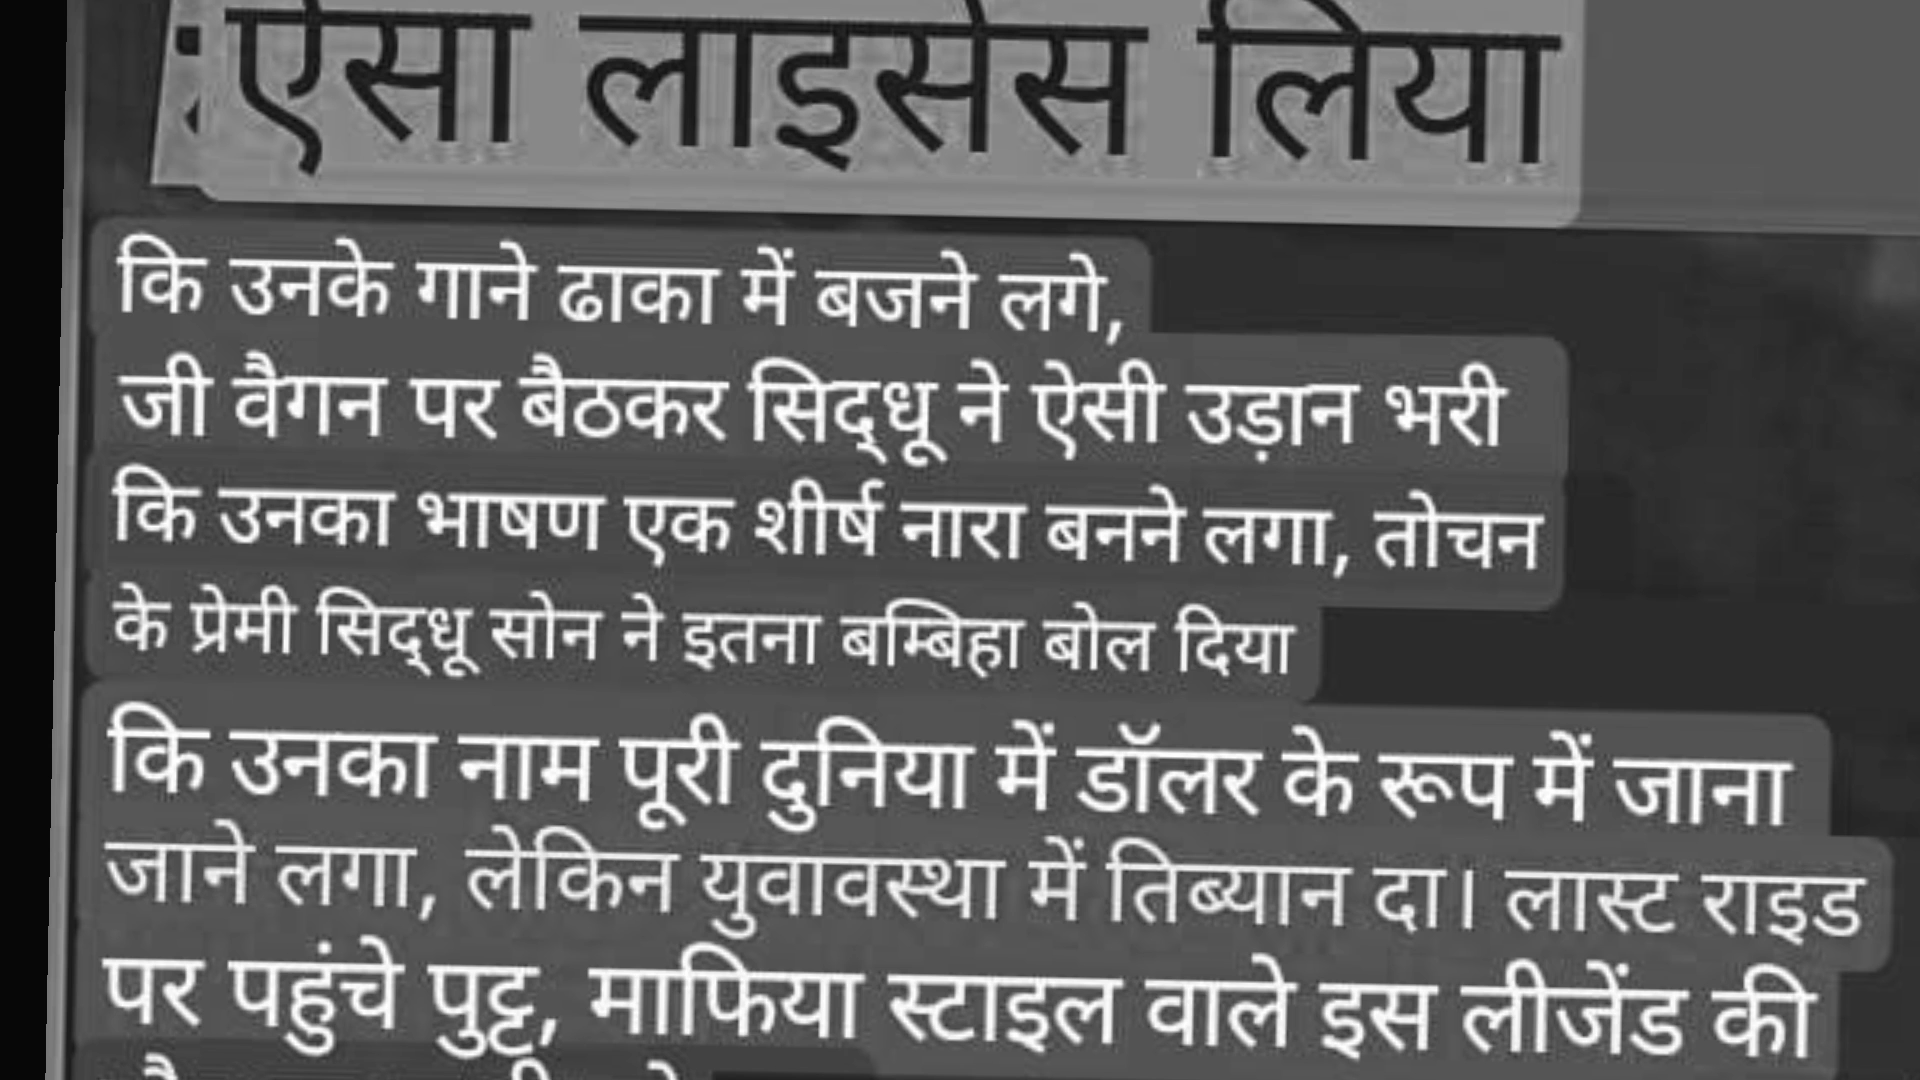 ऐसा लाइसेंस लिया
कि उनके गाने ढाका में बजने लगे,
जी वैगन पर बैठकर सिद्धू ने ऐसी उड़ान भरी
कि उनका भाषण एक शीर्ष नारा बनने लगा, तोचन
के प्रेमी सिद्धू सोन ने इतना बम्बिहा बोल दिया
कि उनका नाम पूरी दुनिया में डॉलर के रूप में जाना
जाने लगा, लेकिन युवावस्था में तिब्यान दा। लास्ट राइड
पर पहुंचे पुट्ट, माफिया स्टाइल वाले इस लीजेंड की